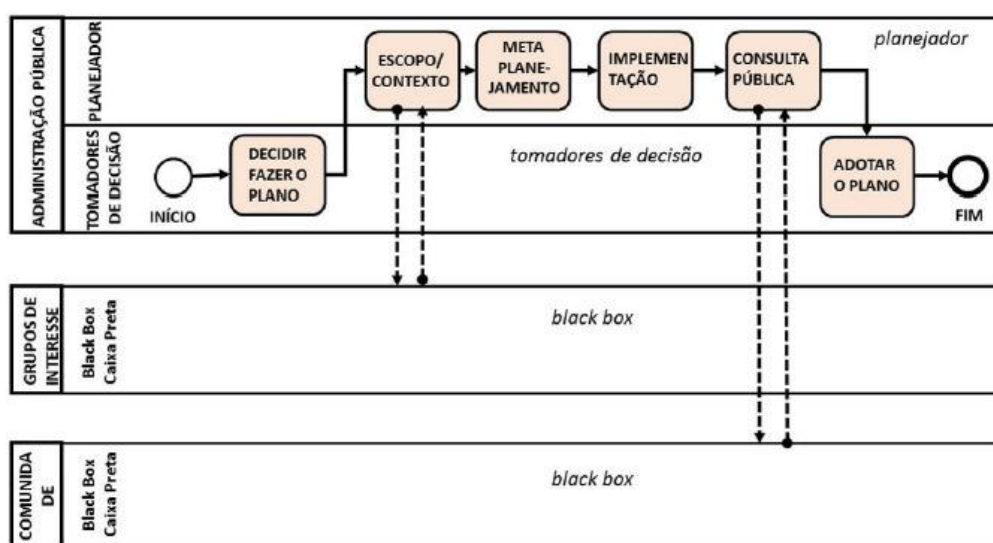 ADMINISTRAÇÃO PÚBLICA
PLANEJADOR
planejador
ESCOPO/
CONTEXTO
META
PLANE-
JAMENTO
IMPLEMEN
TAÇÃO
CONSULTA
PÚBLICA
TOMADORES
DE DECISÃO
tomadores de decisão
INÍCIO
DECIDIR
FAZER O
PLANO
ADOTAR
O PLANO
FIM
GRUPOS DE
INTERESSE
Black Box
Caixa Preta
black box
COMUNIDA
DE
Black Box
Caixa Preta
black box